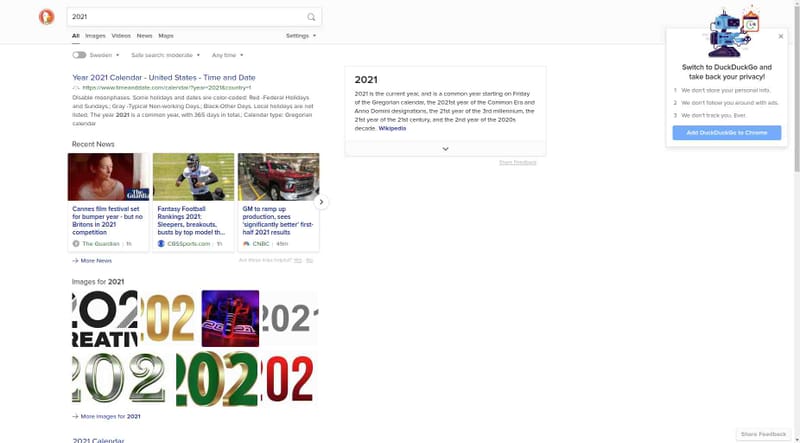 2021
All Images Videos News Maps
Settings
Sweden
Safe search: moderate
Any time
Year 2021 Calendar - United States - Time and Date
https://www.timeanddate.com/calendar/?year=2021&country=1
Disable moonphases. Some holidays and dates are color-coded: Red -Federal Holidays
and Sundays.; Gray -Typical Non-working Days.; Black-Other Days. Local holidays are not
listed. The year 2021 is a common year, with 365 days in total.; Calendar type: Gregorian
calendar
Recent News
The
Guardia
Cannes film festival set
for bumper year - but no
Britons in 2021
competition
The Guardian | 1h
Fantasy Football
Rankings 2021:
Sleepers, breakouts,
busts by top model th...
CBSSports.com | 1h
GM to ramp up
production, sees
'significantly better' first-
half 2021 results
CNBC | 49m
More News
Are these links helpful? Yes No
Images for 2021
202
CREATIV
202
2021
2021
202
202
202
More Images for 2021
2021 Calendar
2021
2021 is the current year, and is a common year starting on Friday
of the Gregorian calendar, the 2021st year of the Common Era and
Anno Domini designations, the 21st year of the 3rd millennium, the
21st year of the 21st century, and the 2nd year of the 2020s
decade. Wikipedia
Share Feedback
Switch to DuckDuckGo and
take back your privacy!
1 We don't store your personal info.
2 We don't follow you around with ads.
3 We don't track you. Ever.
Add DuckDuckGo to Chrome
Share Feedback